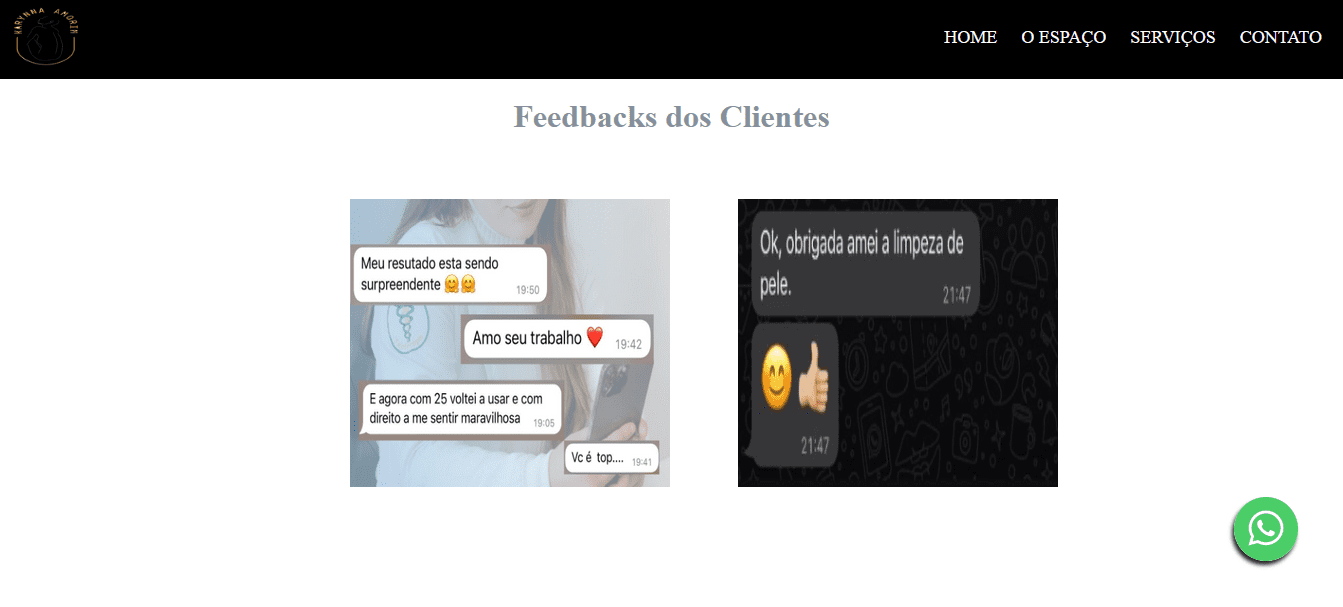 KARYNNA AMORIM
HOME O ESPAÇO SERVIÇOS CONTATO
Feedbacks dos Clientes
Meu resutado esta sendo
surpreendente 🤗🤗 19:50
Amo seu trabalho ❤️ 19:42
E agora com 25 voltei a usar e com
direito a me sentir maravilhosa 19:05
Vc é top.... 19:41
Ok, obrigada amei a limpeza de
pele. 21:47
😊👍🏼
21:47